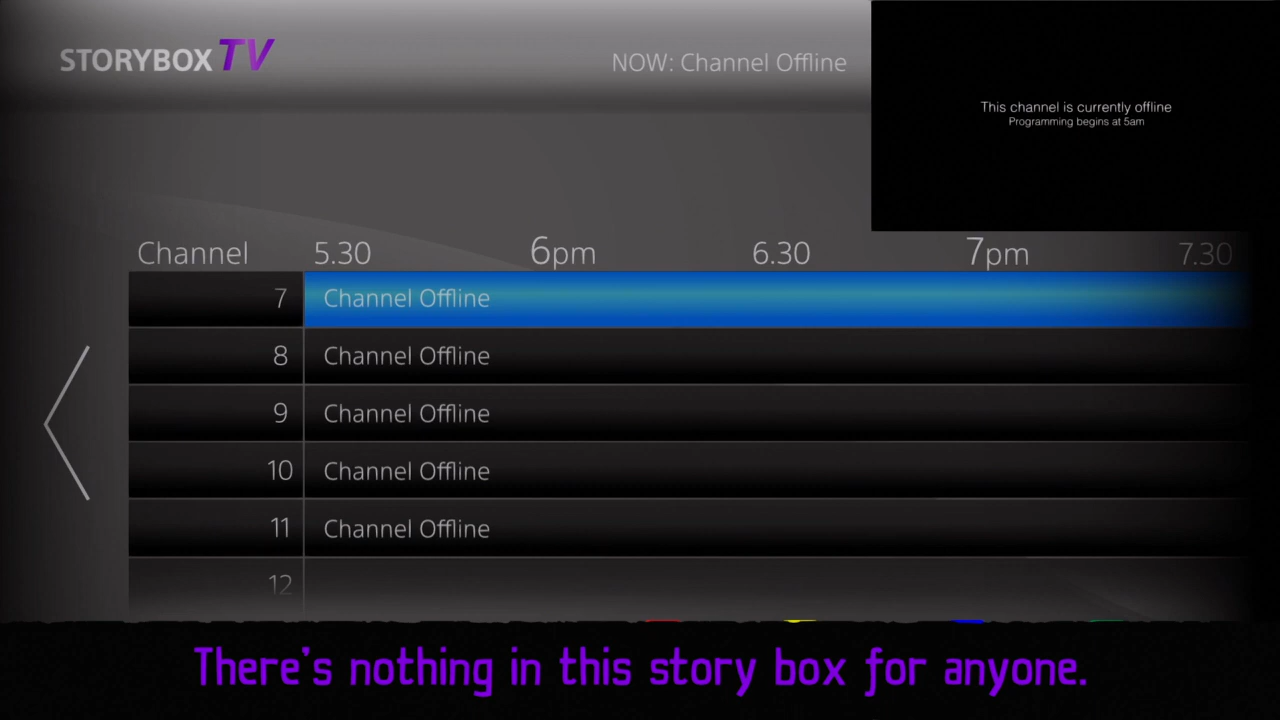 STORYBOX TV
NOW: Channel Offline
This channel is currently offline
Programming begins at 5am
Channel 5.30 6pm 6.30 7pm 7.30
7 Channel Offline
8 Channel Offline
9 Channel Offline
10 Channel Offline
11 Channel Offline
12
There's nothing in this story box for anyone.